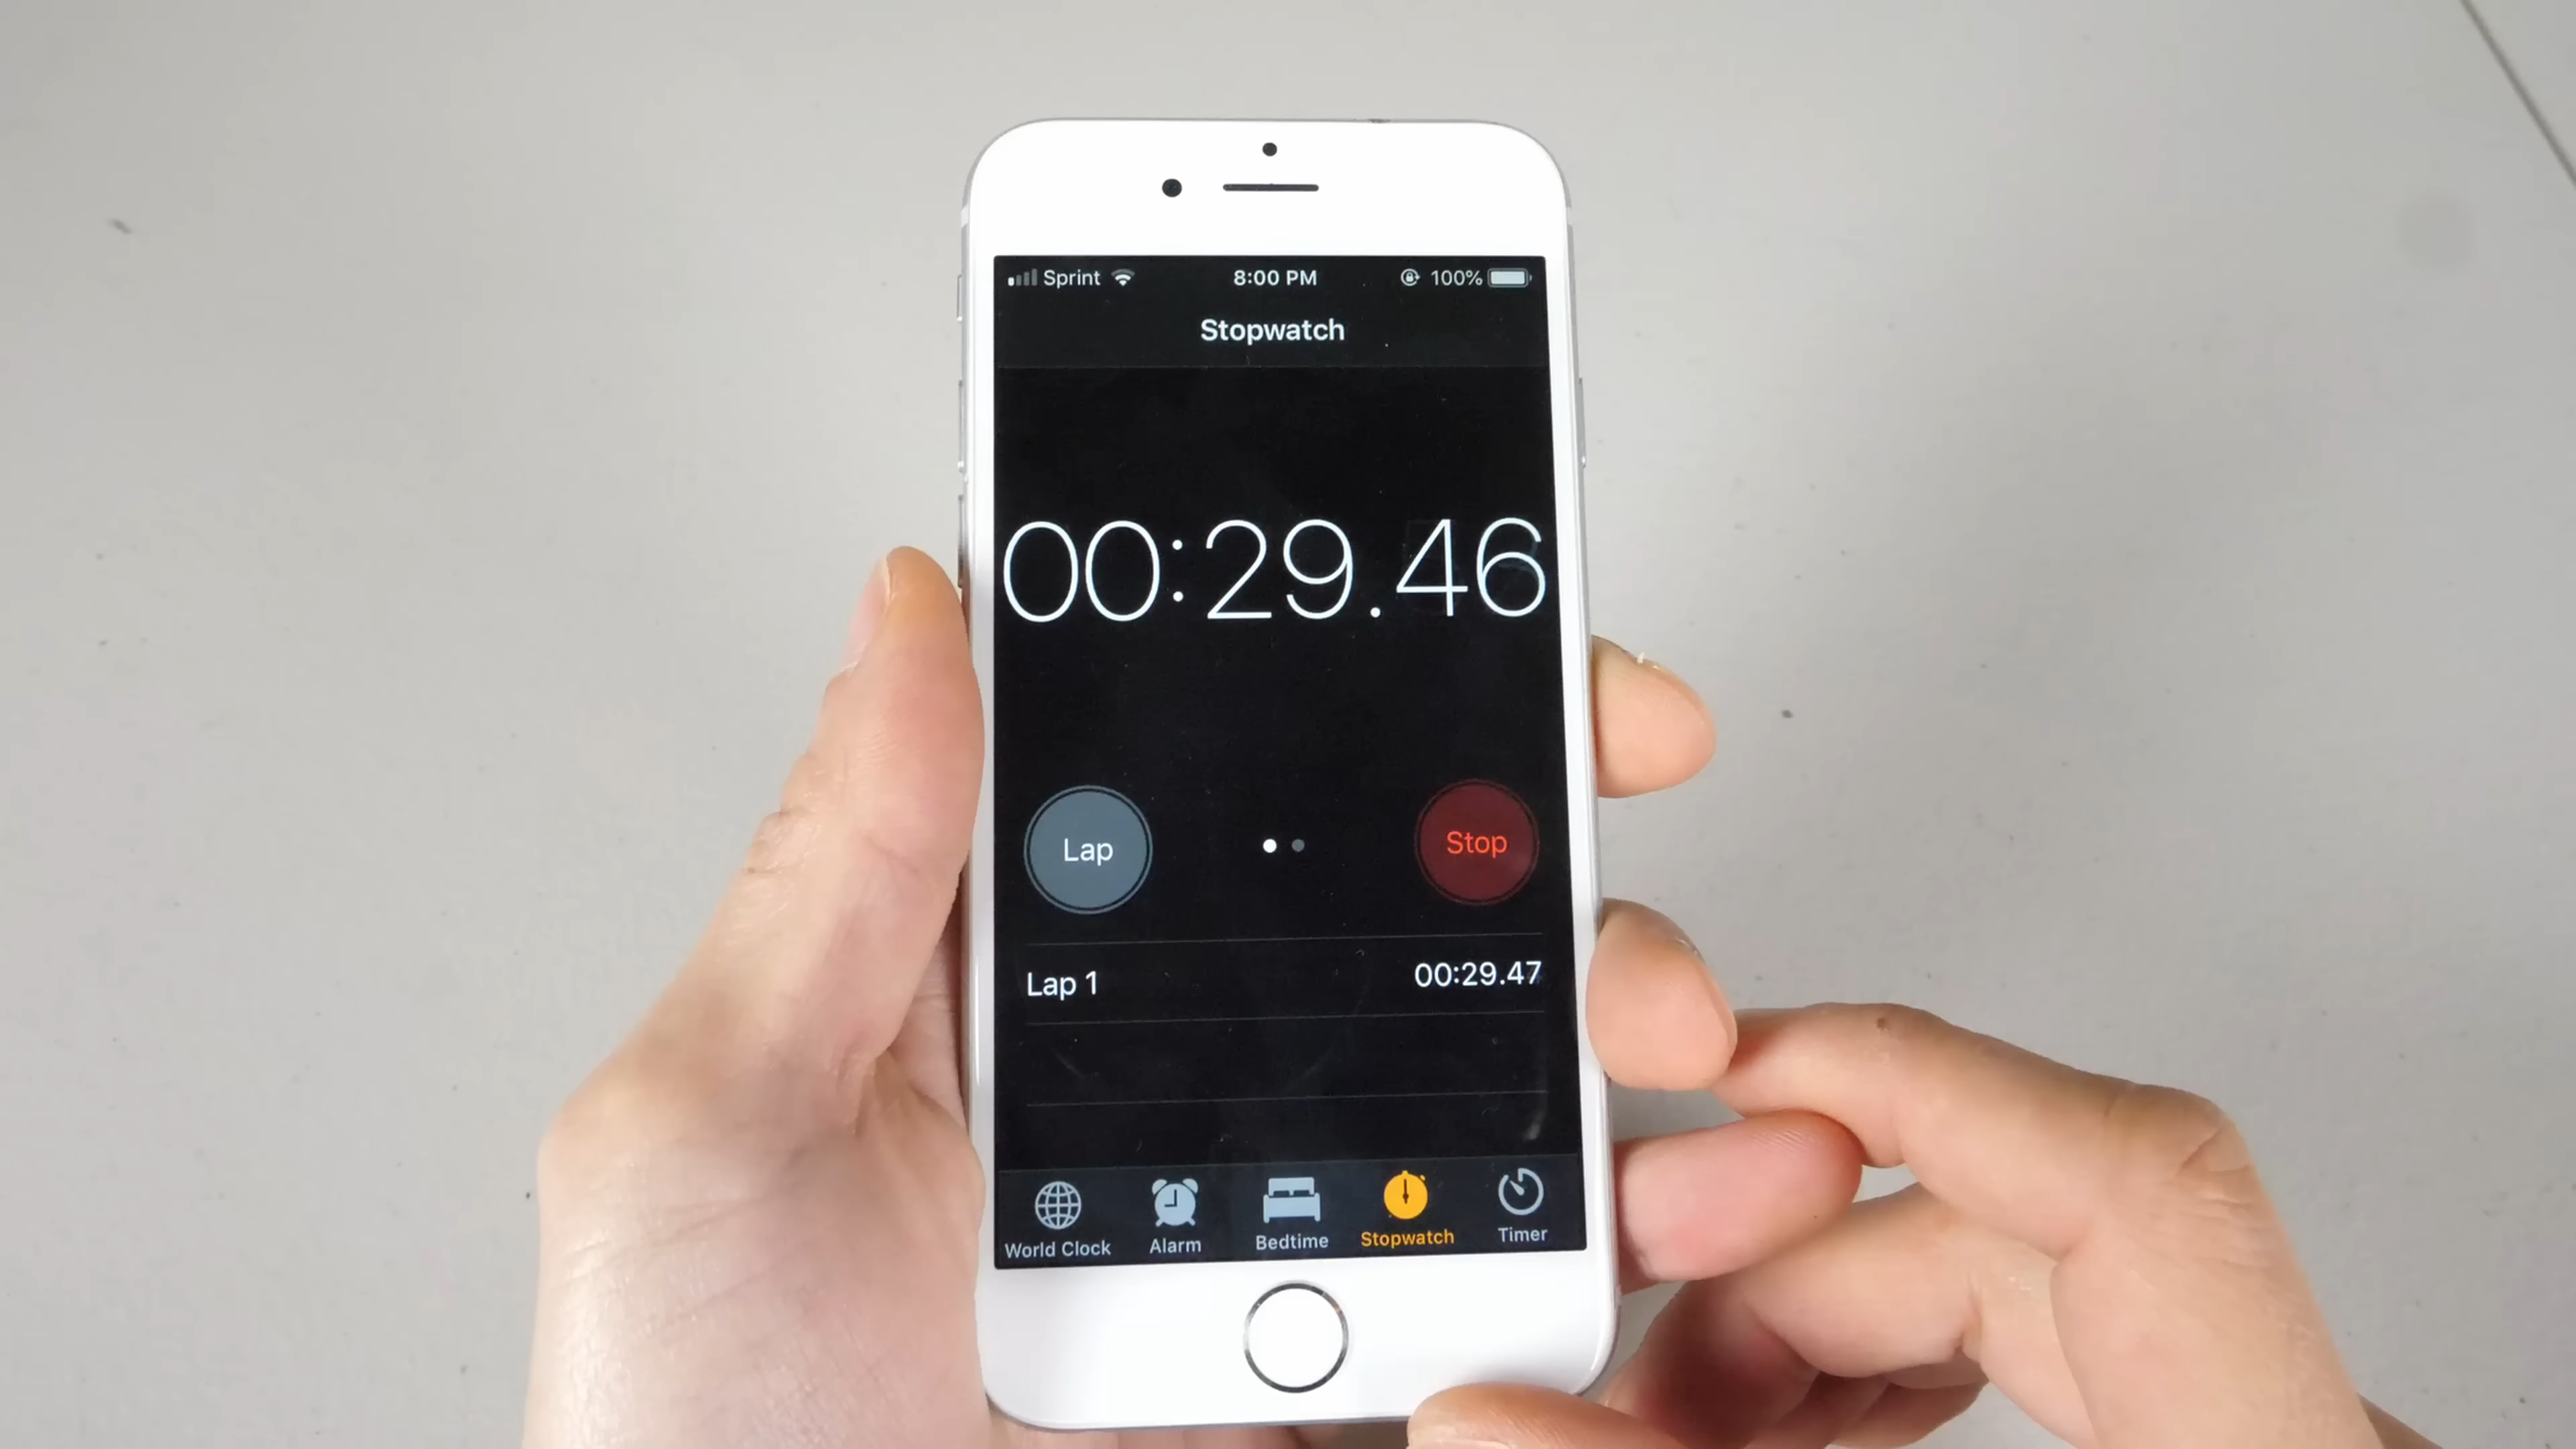 Sprint 8:00 PM 100%
Stopwatch
00:29.46
Lap Stop
Lap 1 00:29.47
World Clock Alarm Bedtime Stopwatch Timer